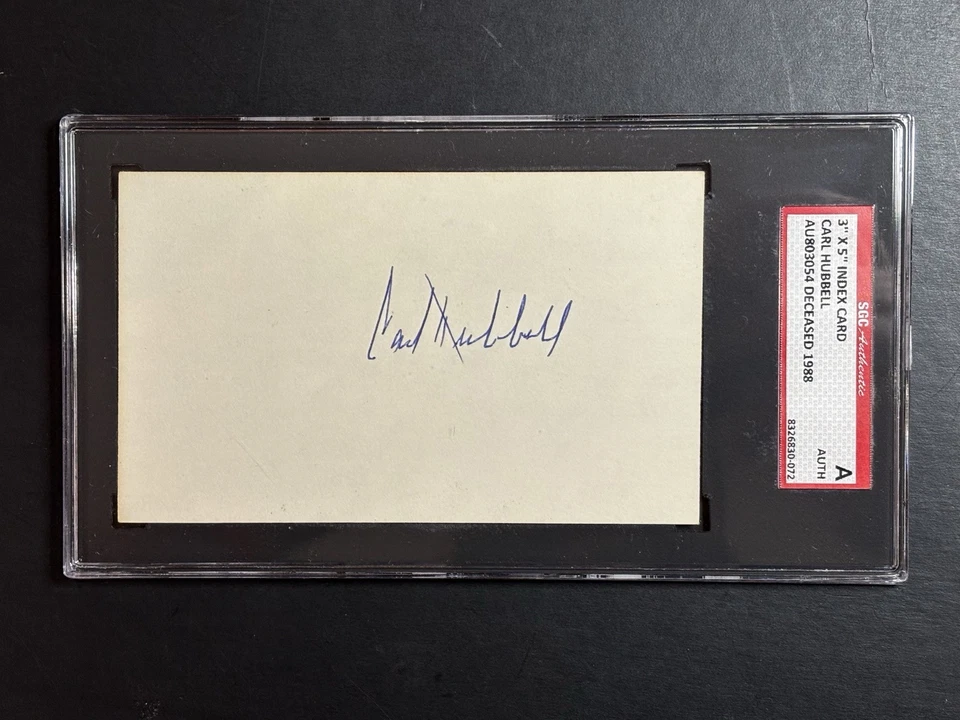 Carl Hubbell
SGC Authentic
3" X 5" INDEX CARD
CARL HUBBELL
AU803054 DECEASED 1988
A
AUTH
8326830-072